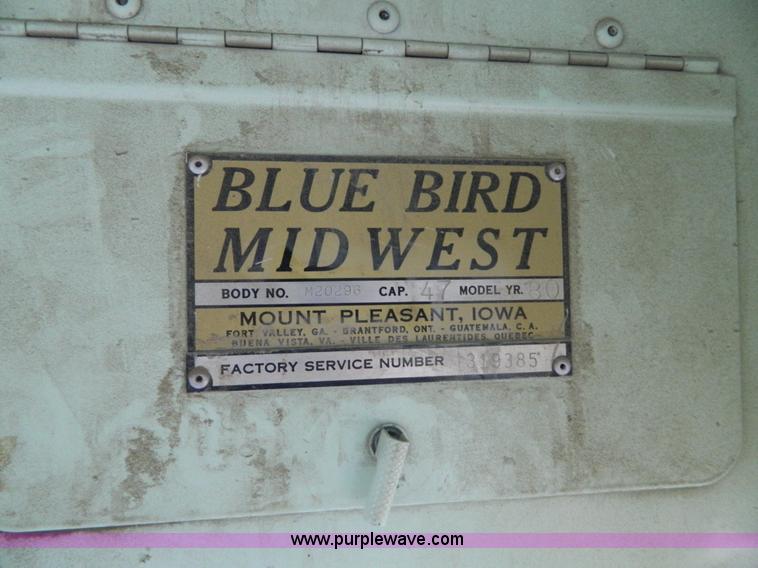 BLUE BIRD
MIDWEST
BODY NO. M20296 CAP. 47 MODEL YR. 80
MOUNT PLEASANT, IOWA
FORT VALLEY, GA. - BRANTFORD, ONT. - GUATEMALA, C. A.
BUENA VISTA, VA. - VILLE DES LAURENTIDES, QUEBEC
FACTORY SERVICE NUMBER 319385
www.purplewave.com